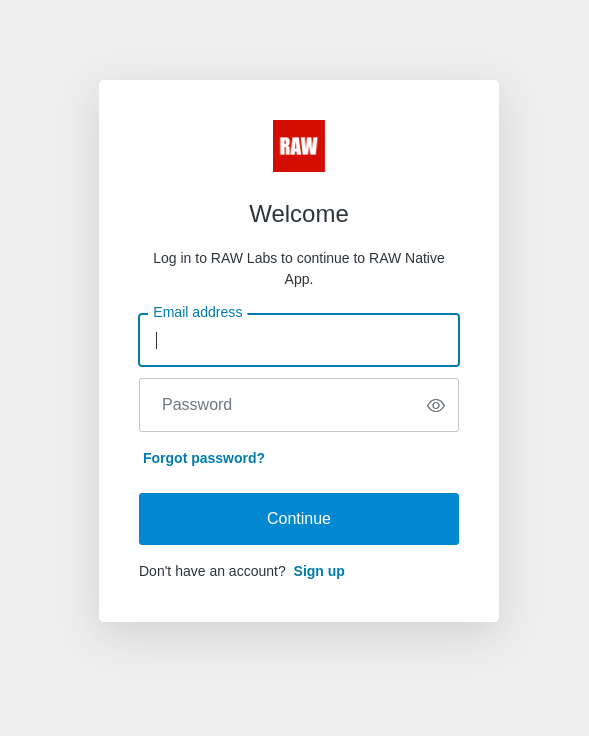 RAW
Welcome
Log in to RAW Labs to continue to RAW Native
App.
Email address
Password
Forgot password?
Continue
Don't have an account? Sign up